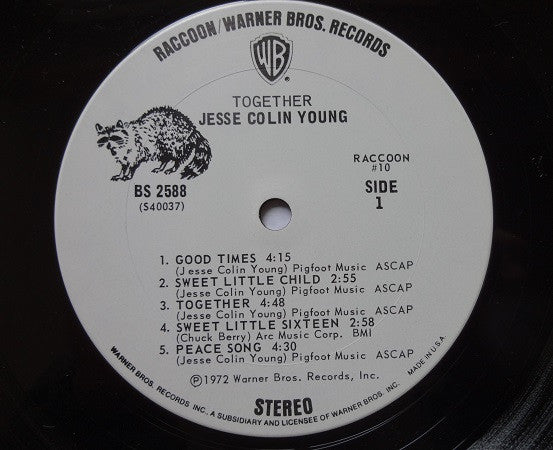 RACCOON/WARNER BROS. RECORDS
WB
®
TOGETHER
JESSE COLIN YOUNG
RACCOON
#10
BS 2588
(S40037)
SIDE
1
1. GOOD TIMES 4:15
(Jesse Colin Young) Pigfoot Music ASCAP
2. SWEET LITTLE CHILD 2:55
(Jesse Colin Young) Pigfoot Music ASCAP
3. TOGETHER 4:48
(Jesse Colin Young) Pigfoot Music ASCAP
4. SWEET LITTLE SIXTEEN 2:58
(Chuck Berry) Arc Music Corp. BMI
5. PEACE SONG 4:30
(Jesse Colin Young) Pigfoot Music ASCAP
℗1972 Warner Bros. Records, Inc.
STEREO
WARNER BROS. RECORDS INC. A SUBSIDIARY AND LICENSEE OF WARNER BROS. INC. MADE IN U.S.A.